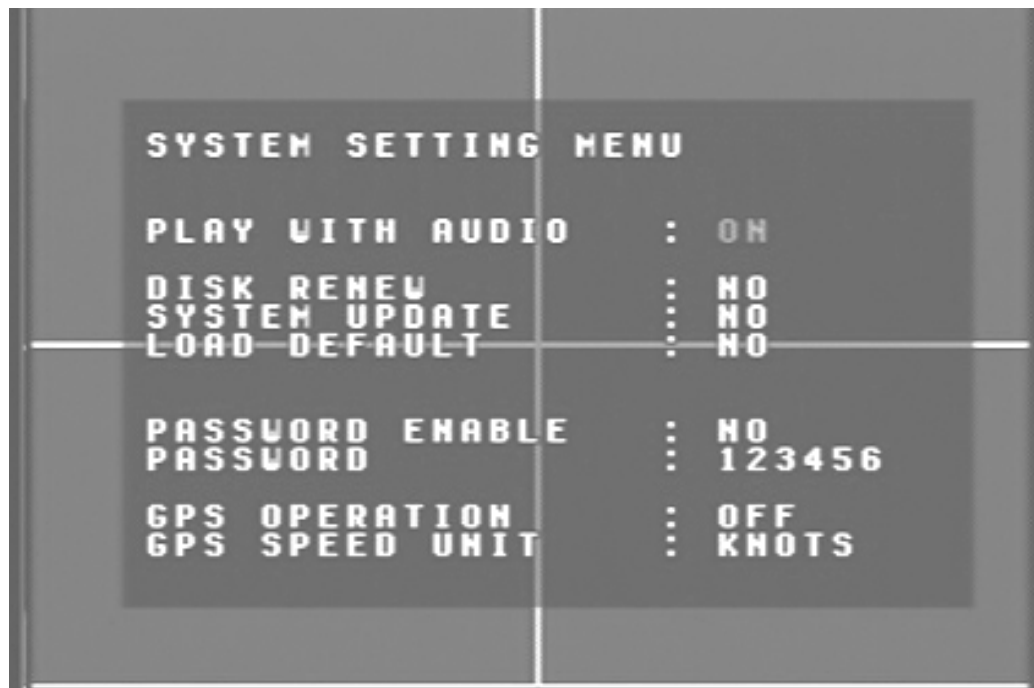 SYSTEM SETTING MENU
PLAY WITH AUDIO : ON
DISK RENEW : NO
SYSTEM UPDATE : NO
LOAD DEFAULT : NO
PASSWORD ENABLE : NO
PASSWORD : 123456
GPS OPERATION : OFF
GPS SPEED UNIT : KNOTS